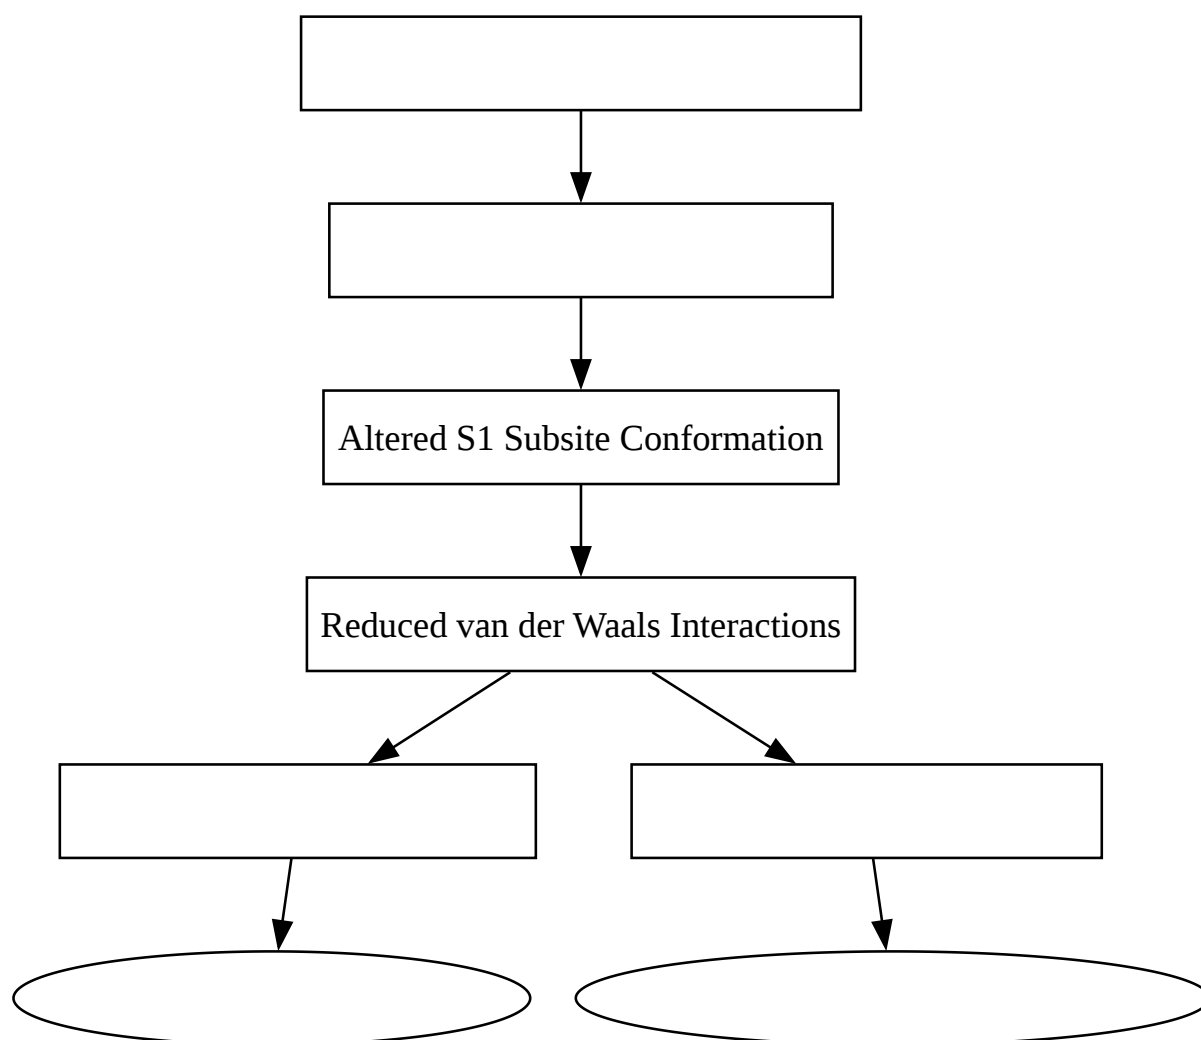 Altered S1 Subsite Conformation
Reduced van der Waals Interactions